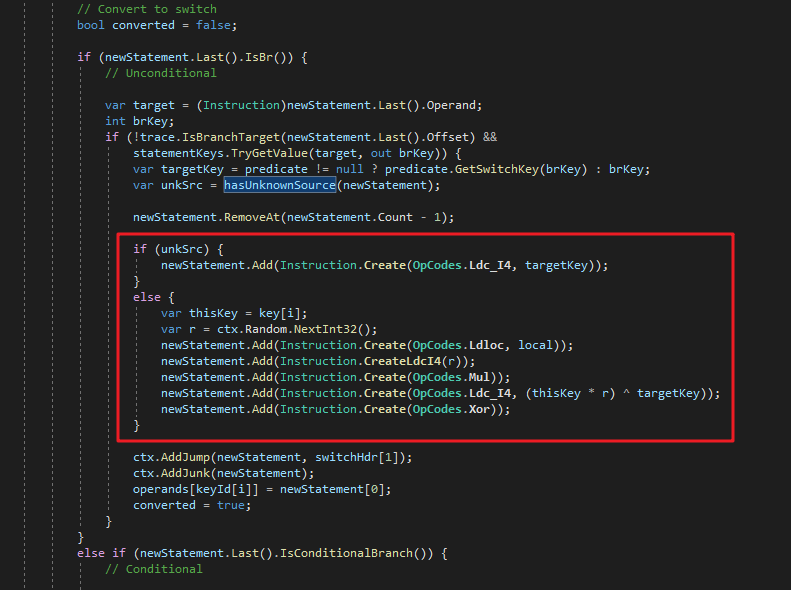 // Convert to switch
bool converted = false;
if (newStatement.Last().IsBr()) {
// Unconditional
var target = (Instruction)newStatement.Last().Operand;
int brKey;
if (!trace.IsBranchTarget(newStatement.Last().Offset) &&
statementKeys.TryGetValue(target, out brKey)) {
var targetKey = predicate != null ? predicate.GetSwitchKey(brKey) : brKey;
var unkSrc = hasUnknownSource(newStatement);
newStatement.RemoveAt(newStatement.Count - 1);
if (unkSrc) {
newStatement.Add(Instruction.Create(OpCodes.Ldc_I4, targetKey));
}
else {
var thisKey = key[i];
var r = ctx.Random.NextInt32();
newStatement.Add(Instruction.Create(OpCodes.Ldloc, local));
newStatement.Add(Instruction.CreateLdcI4(r));
newStatement.Add(Instruction.Create(OpCodes.Mul));
newStatement.Add(Instruction.Create(OpCodes.Ldc_I4, (thisKey * r) ^ targetKey));
newStatement.Add(Instruction.Create(OpCodes.Xor));
}
ctx.AddJump(newStatement, switchHdr[1]);
ctx.AddJunk(newStatement);
operands[keyId[i]] = newStatement[0];
converted = true;
}
}
else if (newStatement.Last().IsConditionalBranch()) {
// Conditional